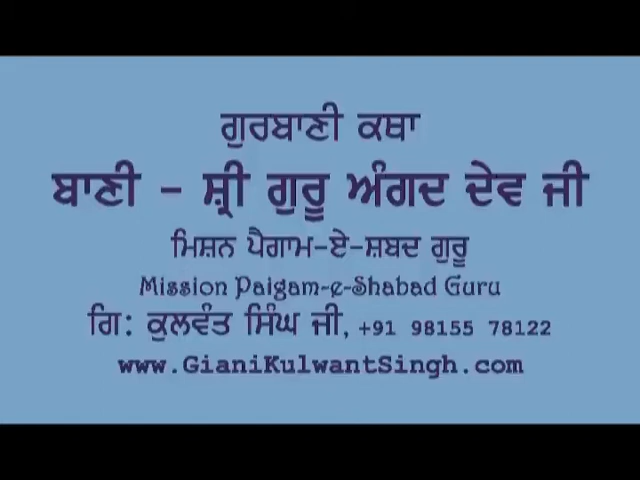 ਗੁਰਬਾਣੀ ਕਥਾ
ਬਾਣੀ - ਸ਼੍ਰੀ ਗੁਰੂ ਅੰਗਦ ਦੇਵ ਜੀ
ਮਿਸ਼ਨ ਪੈਗਾਮ-ਏ-ਸ਼ਬਦ ਗੁਰੂ
Mission Paigam-e-Shabad Guru
ਗਿ: ਕੁਲਵੰਤ ਸਿੰਘ ਜੀ, +91 98155 78122
www.GianiKulwantSingh.com